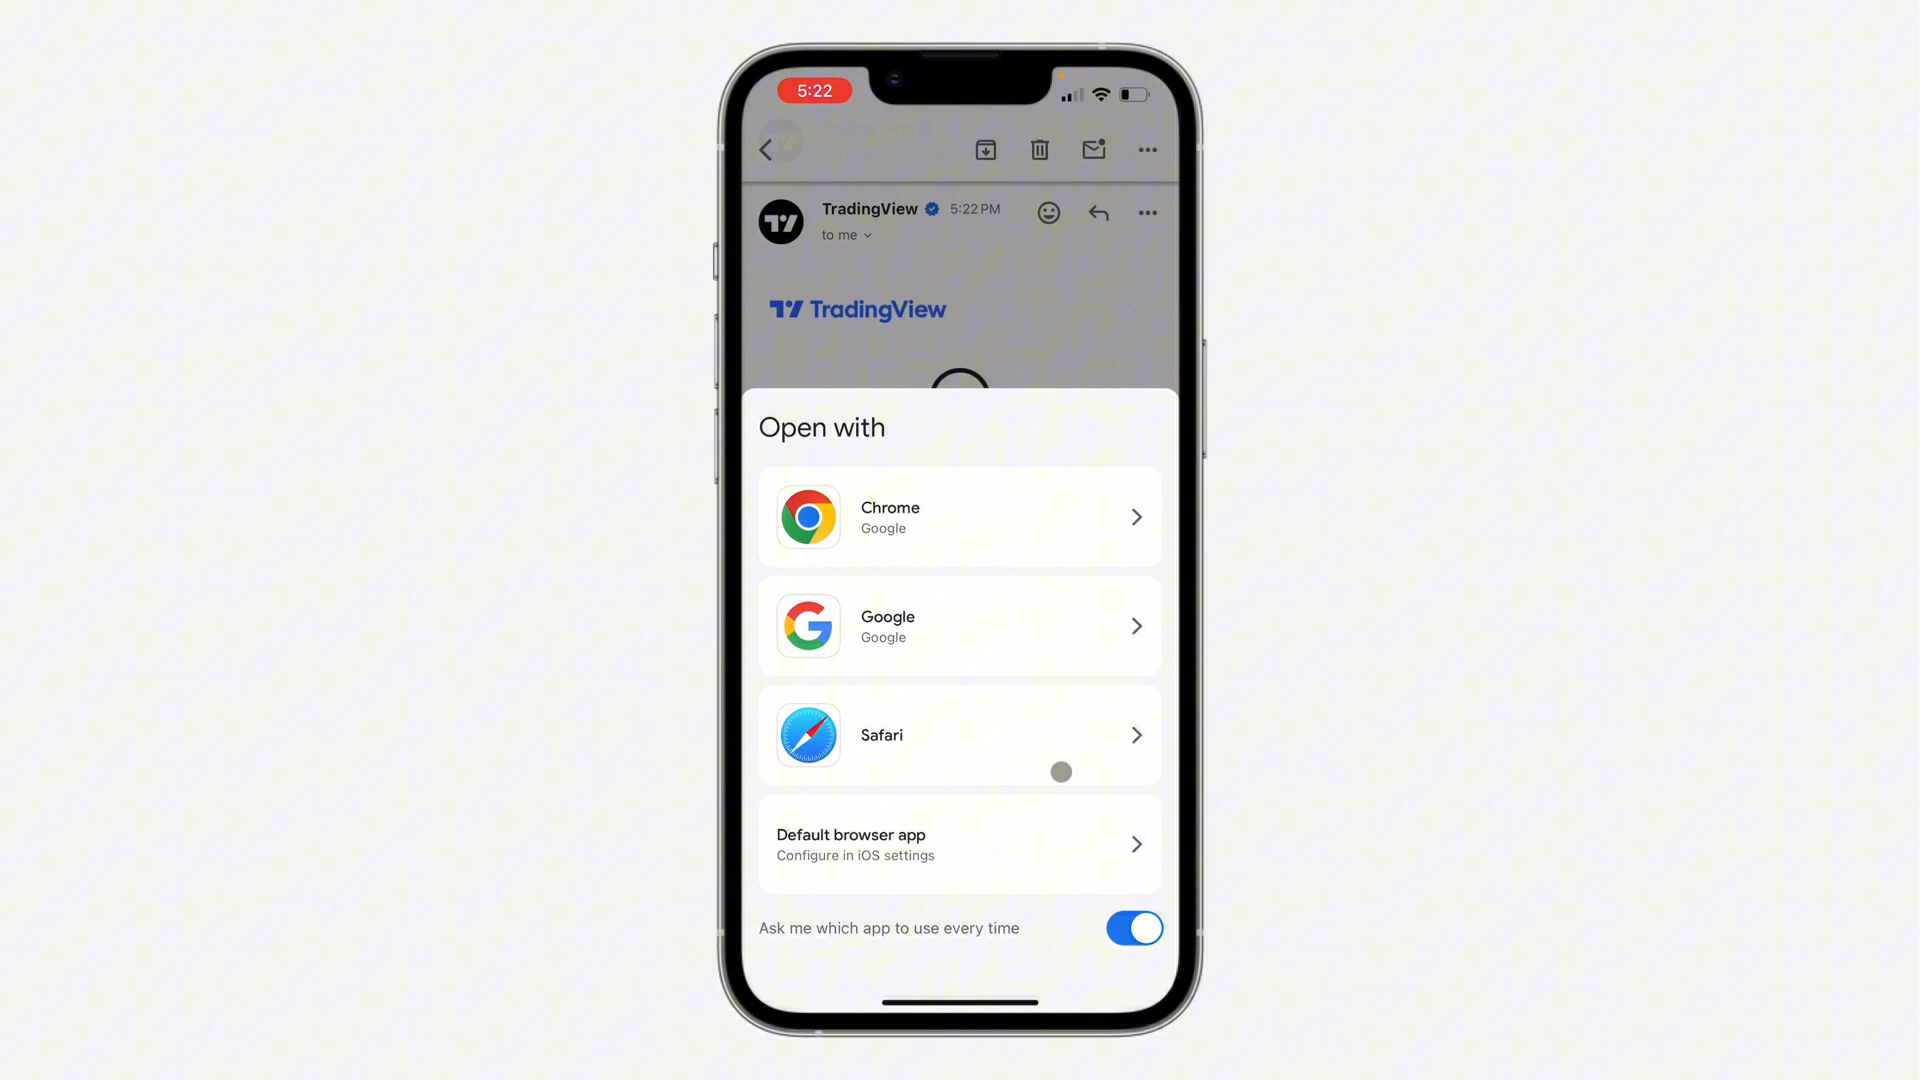 5:22
TradingView 5:22 PM
to me
TradingView
Open with
Chrome
Google
Google
Google
Safari
Default browser app
Configure in iOS settings
Ask me which app to use every time